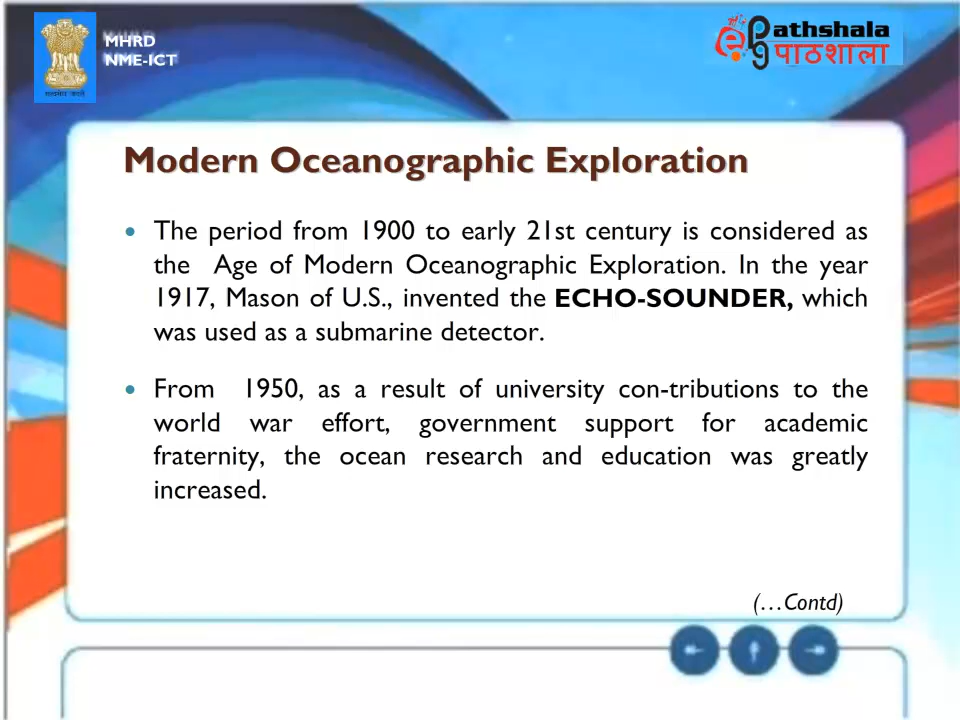 MHRD
NME-ICT
ePathshala
पाठशाला
Modern Oceanographic Exploration
• The period from 1900 to early 21st century is considered as
the Age of Modern Oceanographic Exploration. In the year
1917, Mason of U.S., invented the ECHO-SOUNDER, which
was used as a submarine detector.
• From 1950, as a result of university con-tributions to the
world war effort, government support for academic
fraternity, the ocean research and education was greatly
increased.
(…Contd)